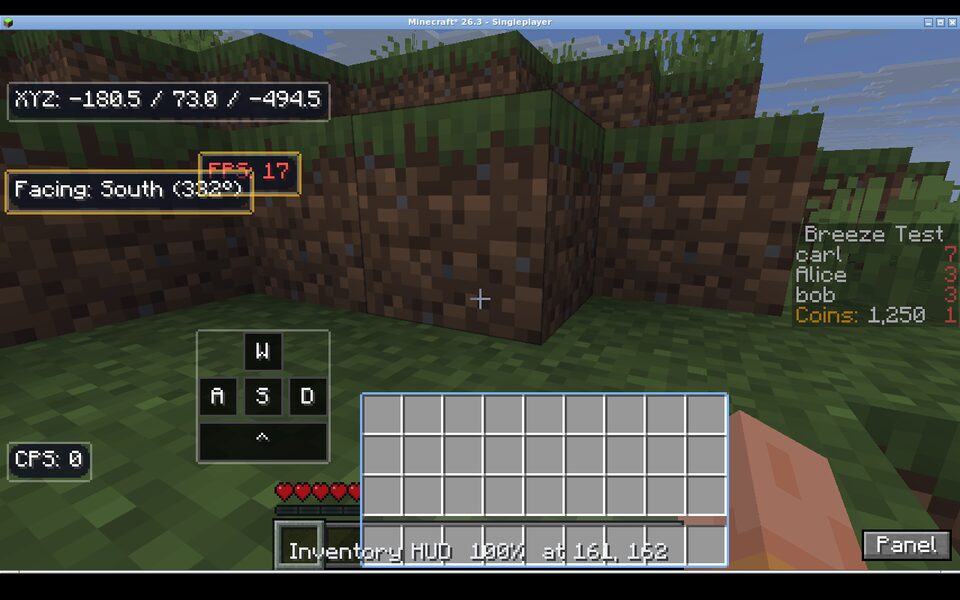 Minecraft* 26.3 - Singleplayer
XYZ: -180.5 / 73.0 / -494.5
FPS: 17
Facing: South (332°)
Breeze Test
carl 7
Alice 3
bob 3
Coins: 1,250 1
W
A S D
^
CPS: 0
Panel
Inventory HUD 100% at 161, 162